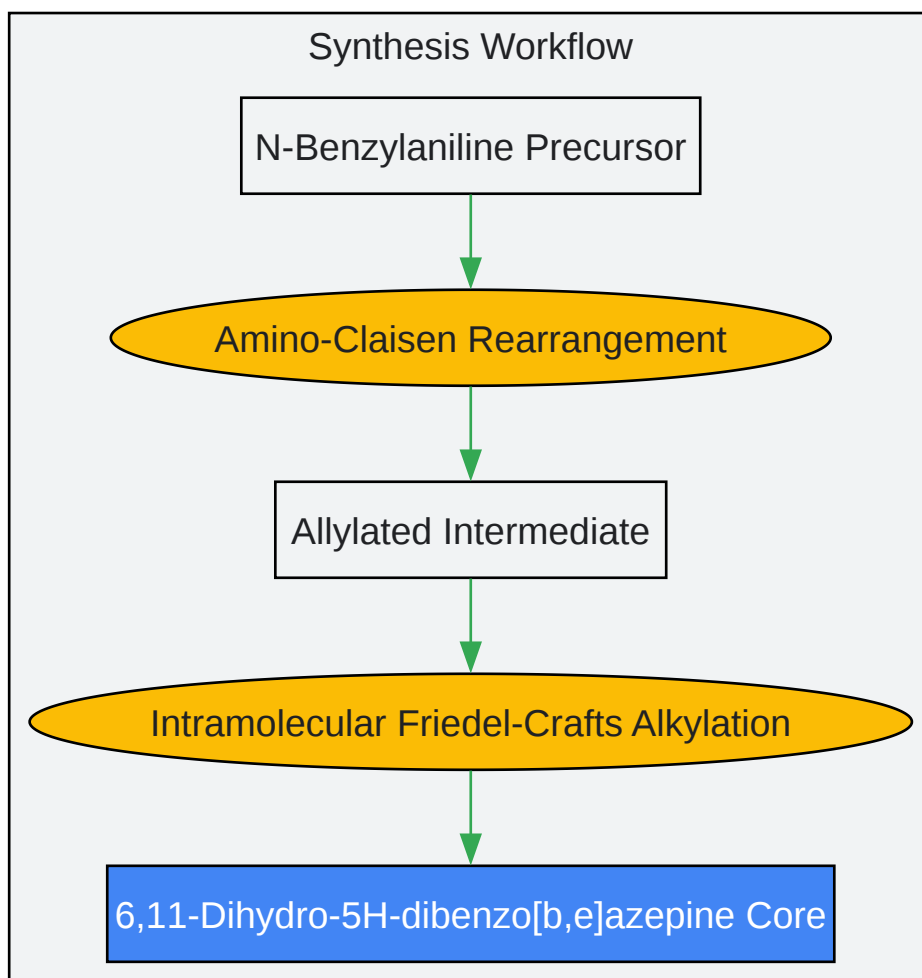 Synthesis Workflow
N-Benzylaniline Precursor
Amino-Claisen Rearrangement
Allylated Intermediate
Intramolecular Friedel-Crafts Alkylation
6,11-Dihydro-5H-dibenzo[b,e]azepine Core